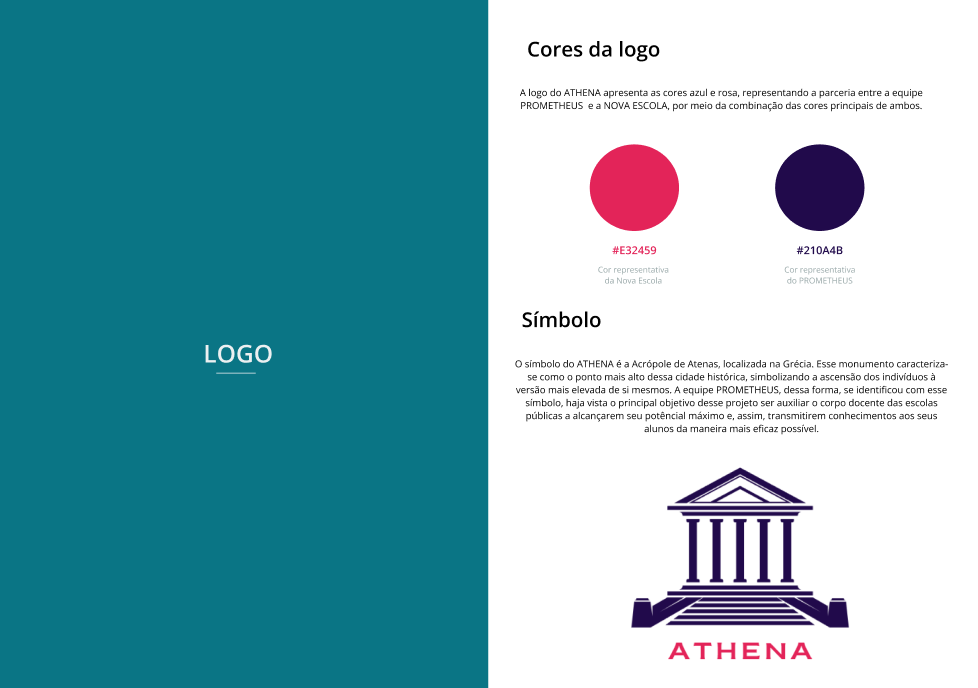 LOGO
Cores da logo
A logo do ATHENA apresenta as cores azul e rosa, representando a parceria entre a equipe
PROMETHEUS e a NOVA ESCOLA, por meio da combinação das cores principais de ambos.
#E32459
Cor representativa
da Nova Escola
#210A4B
Cor representativa
do PROMETHEUS
Símbolo
O símbolo do ATHENA é a Acrópole de Atenas, localizada na Grécia. Esse monumento caracteriza-
se como o ponto mais alto dessa cidade histórica, simbolizando a ascensão dos indivíduos à
versão mais elevada de si mesmos. A equipe PROMETHEUS, dessa forma, se identificou com esse
símbolo, haja vista o principal objetivo desse projeto ser auxiliar o corpo docente das escolas
públicas a alcançarem seu potêncial máximo e, assim, transmitirem conhecimentos aos seus
alunos da maneira mais eficaz possível.
ATHENA